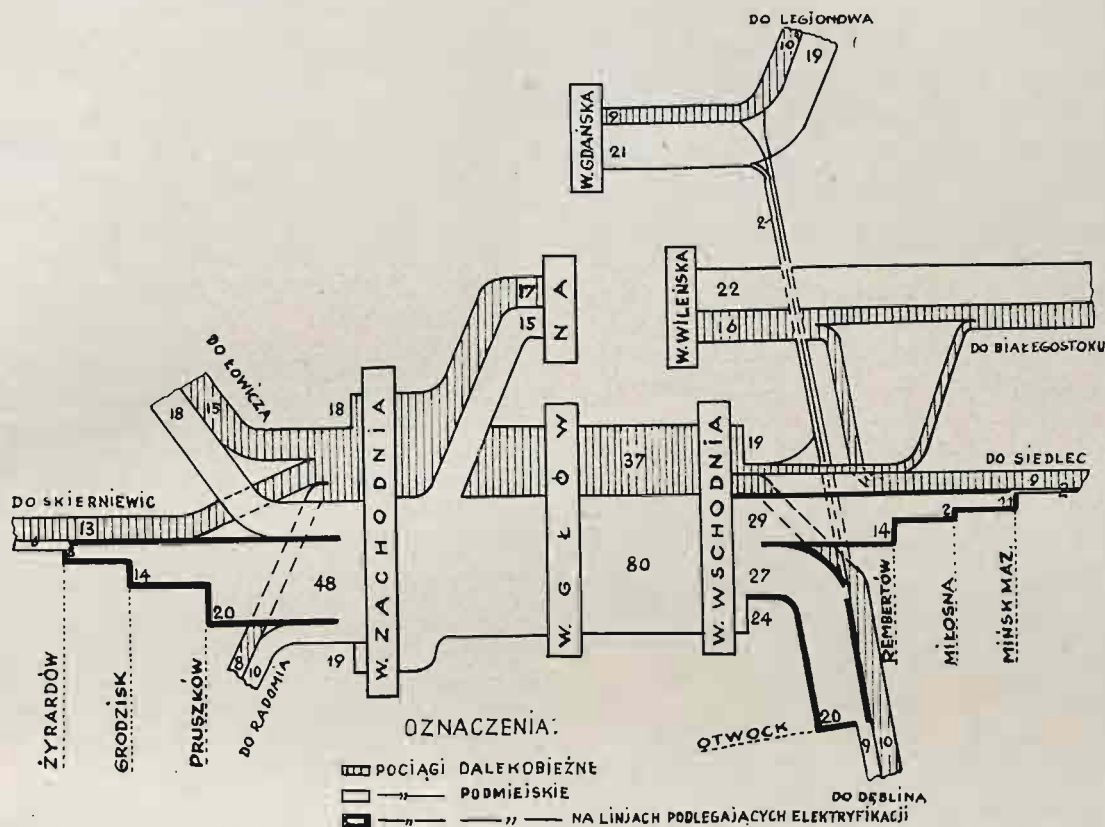 DO LEGIONOWA
10
19
W. GDAŃSKA
9
21
2
W. WILEŃSKA
22
16
DO BIAŁEGOSTOKU
17
15
NA
DO ŁOWICZA
18
15
18
W. ZACHODNIA
W. GŁÓW
37
80
W. WSCHODNIA
19
DO SIEDLEC
9
29
14
2
11
27
24
DO SKIERNIEWIC
13
8
14
20
48
19
8
10
DO RADOMIA
ŻYRARDÓW
GRODZISK
PRUSZKÓW
REMBERTÓW
MIŁOSNA
MIŃSK MAZ
OTWOCK
20
9
10
DO DĘBLINA
OZNACZENIA:
POCIĄGI DALEKOBIEŻNE
—〃— PODMIEJSKIE
—〃— —〃— NA LINJACH PODLEGAJĄCYCH ELEKTRYFIKACJI